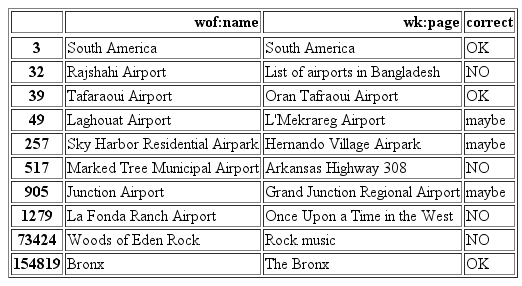 wof:name wk:page correct
3 South America South America OK
32 Rajshahi Airport List of airports in Bangladesh NO
39 Tafaraoui Airport Oran Tafraoui Airport OK
49 Laghouat Airport L'Mekrareg Airport maybe
257 Sky Harbor Residential Airpark Hernando Village Airpark maybe
517 Marked Tree Municipal Airport Arkansas Highway 308 NO
905 Junction Airport Grand Junction Regional Airport maybe
1279 La Fonda Ranch Airport Once Upon a Time in the West NO
73424 Woods of Eden Rock Rock music NO
154819 Bronx The Bronx OK